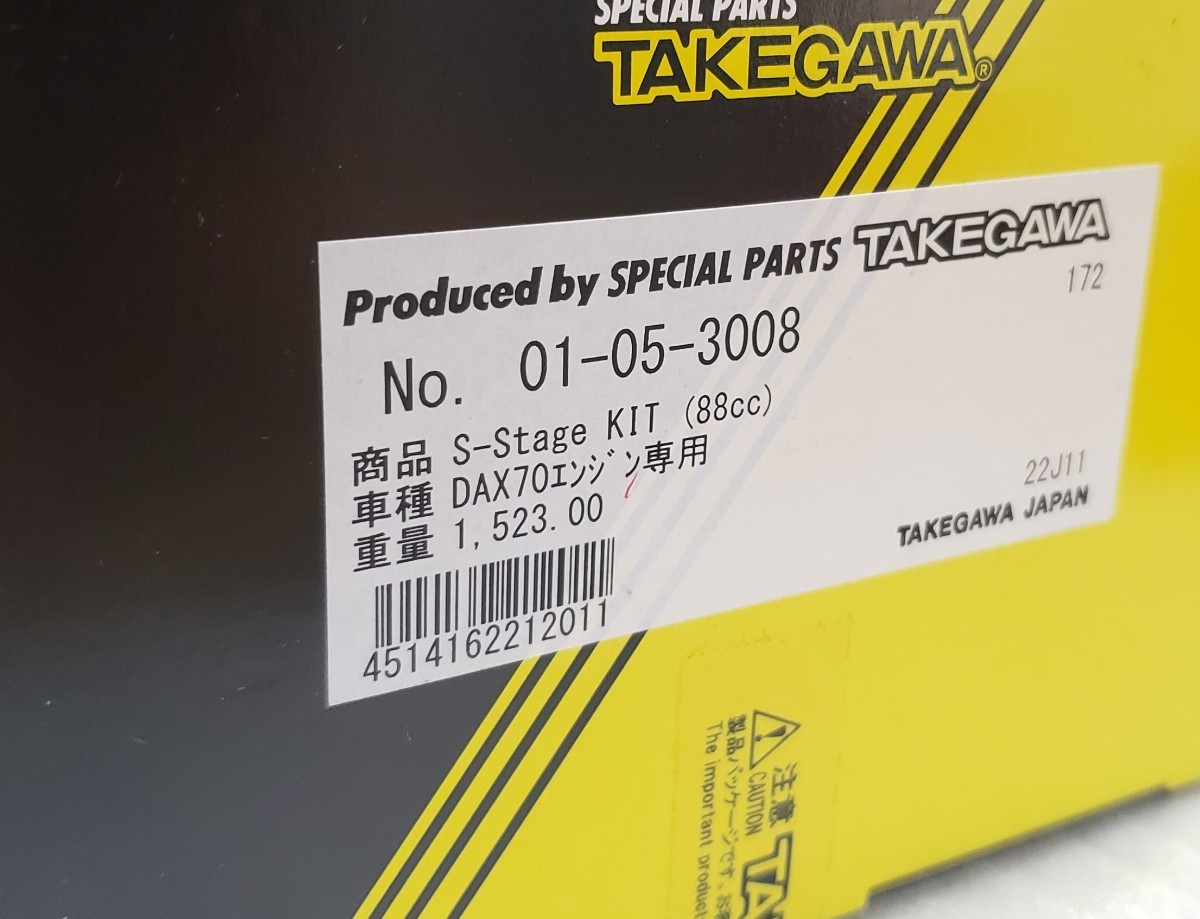 SPECIAL PARTS
TAKEGAWA®
Produced by SPECIAL PARTS TAKEGAWA
172
No. 01-05-3008
商品 S-Stage KIT (88cc)
車種 DAX70ｴﾝｼﾞﾝ専用
重量 1,523.00
22J11
TAKEGAWA JAPAN
4514162212011
注意
CAUTION
製品パッケージです。
The important product